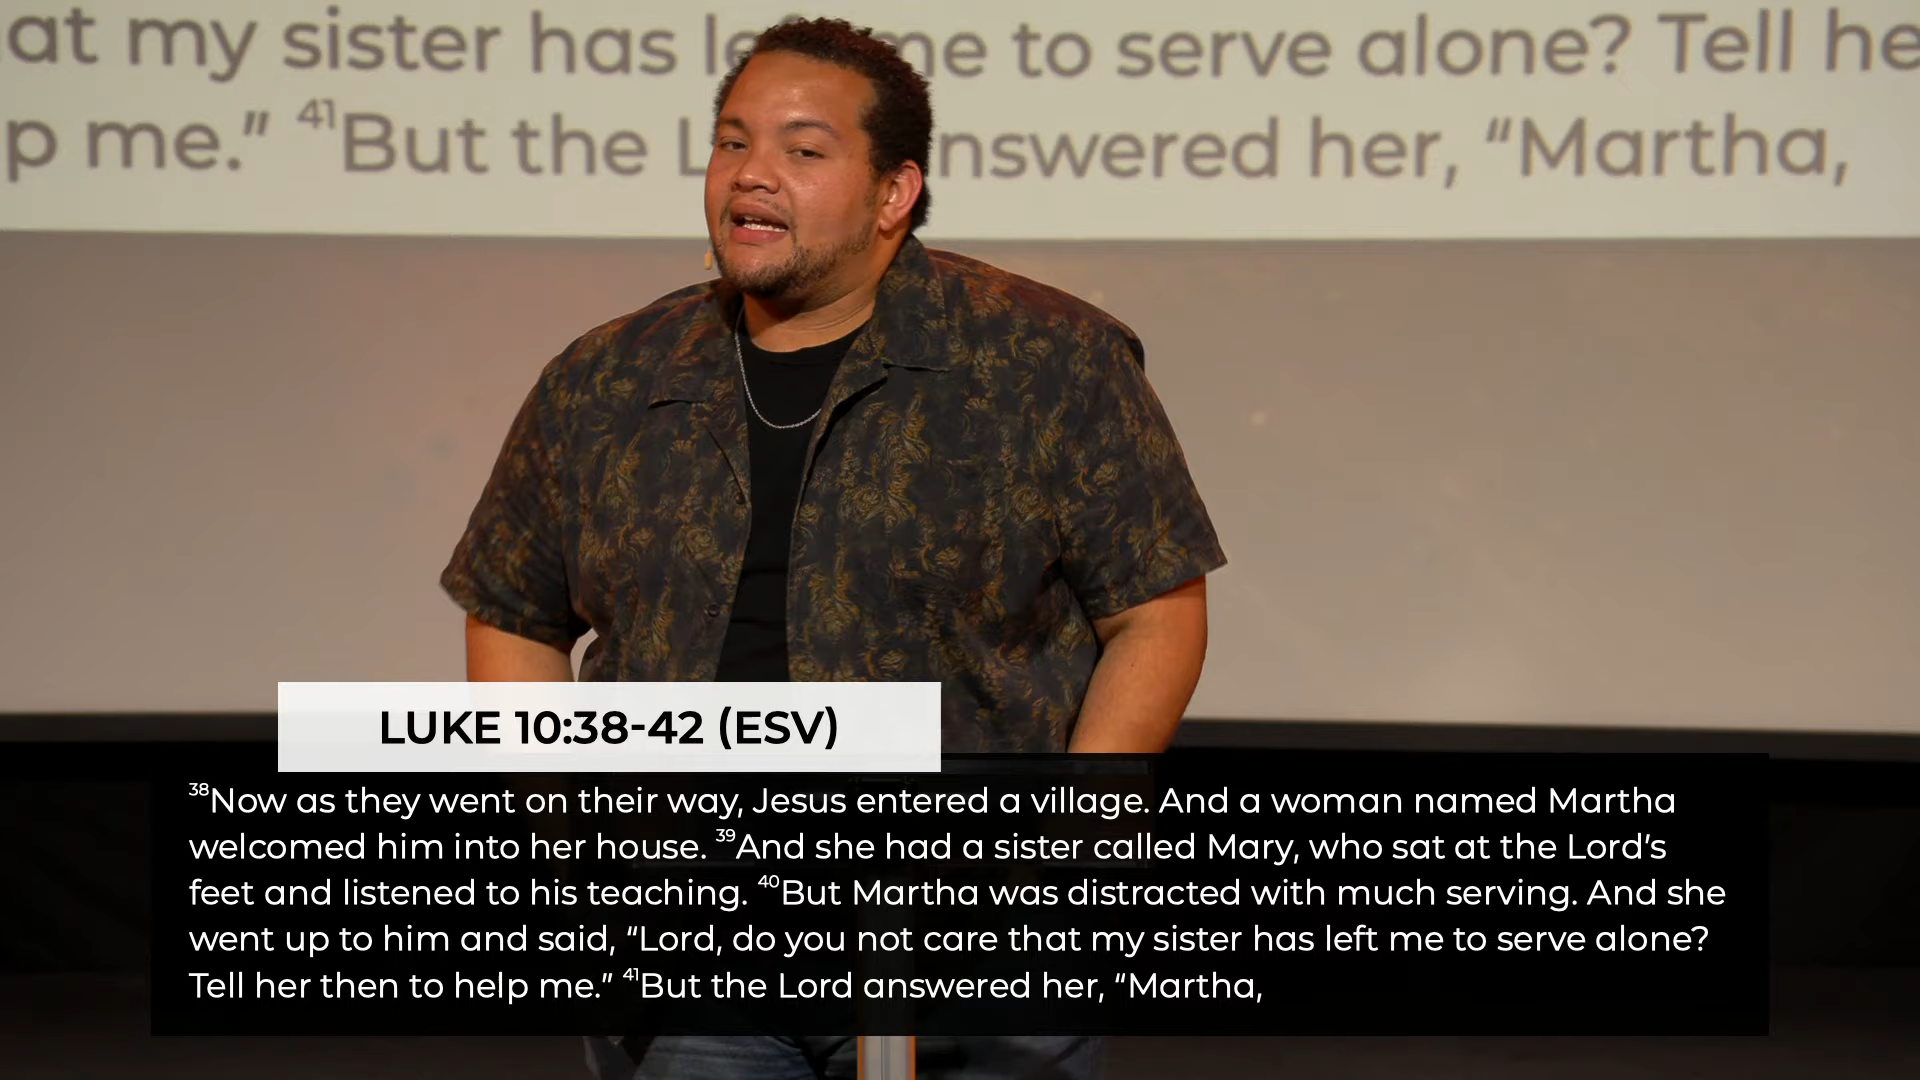 at my sister has le me to serve alone? Tell he
p me.” ⁴¹But the L nswered her, “Martha,
LUKE 10:38-42 (ESV)
³⁸Now as they went on their way, Jesus entered a village. And a woman named Martha
welcomed him into her house. ³⁹And she had a sister called Mary, who sat at the Lord’s
feet and listened to his teaching. ⁴⁰But Martha was distracted with much serving. And she
went up to him and said, “Lord, do you not care that my sister has left me to serve alone?
Tell her then to help me.” ⁴¹But the Lord answered her, “Martha,